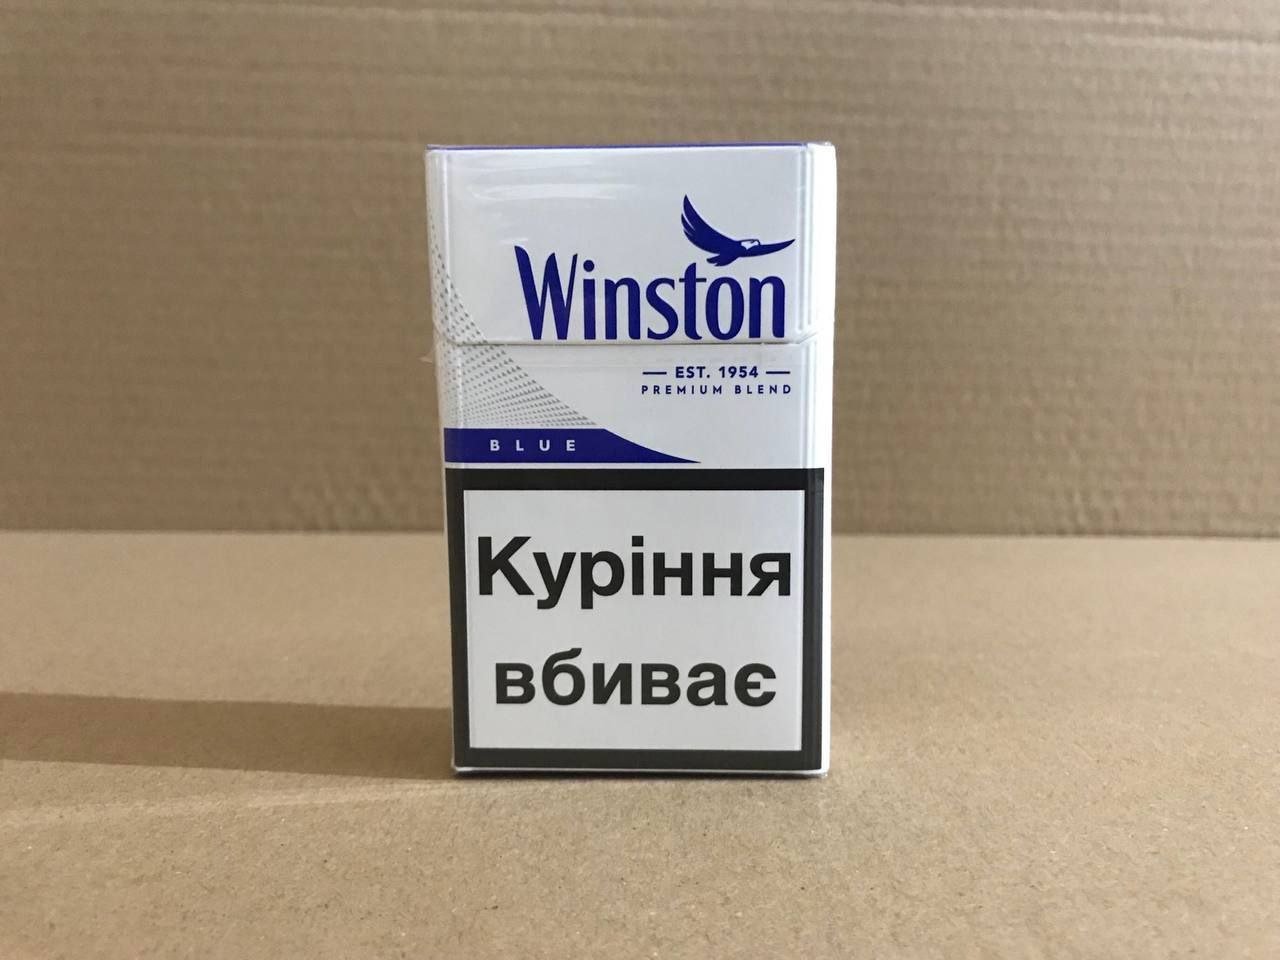 Winston
EST. 1954
PREMIUM BLEND
BLUE
Куріння
вбиває